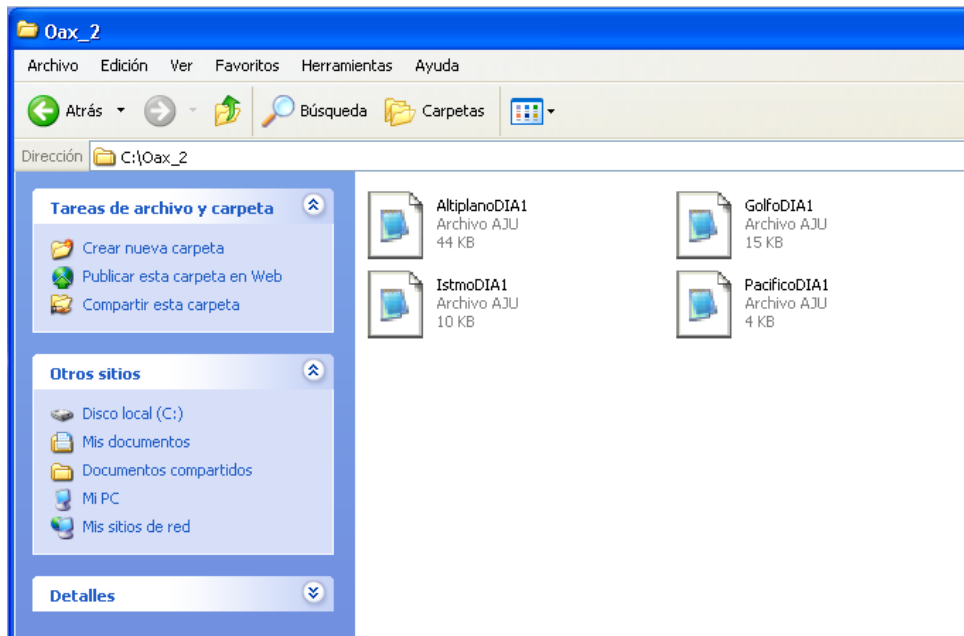 Oax_2
Archivo Edición Ver Favoritos Herramientas Ayuda
Atrás Búsqueda Carpetas
Dirección C:\Oax_2
Tareas de archivo y carpeta
Crear nueva carpeta
Publicar esta carpeta en Web
Compartir esta carpeta
Otros sitios
Disco local (C:)
Mis documentos
Documentos compartidos
Mi PC
Mis sitios de red
Detalles
AltiplanoDIA1
Archivo AJU
44 KB
GolfoDIA1
Archivo AJU
15 KB
IstmoDIA1
Archivo AJU
10 KB
PacificoDIA1
Archivo AJU
4 KB